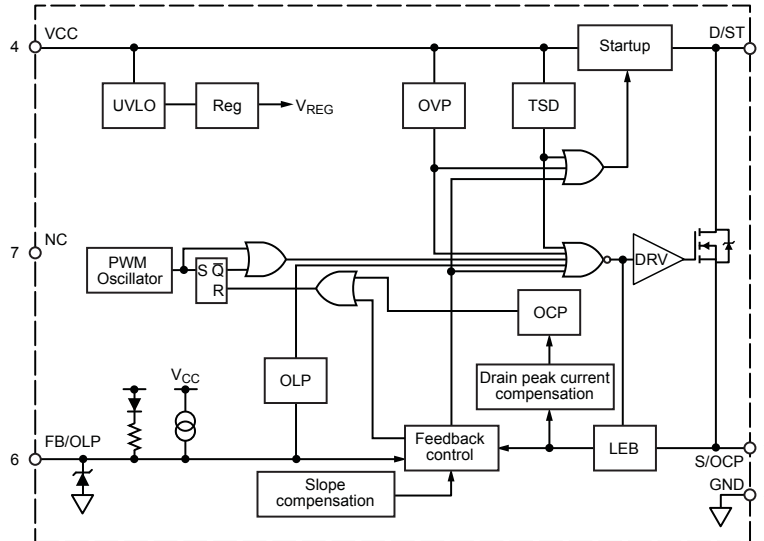 4
VCC
Startup
D/ST
UVLO
Reg
VREG
OVP
TSD
7
NC
PWM
Oscillator
S Q̅
R
DRV
OCP
OLP
VCC
Drain peak current
compensation
6
FB/OLP
Feedback
control
LEB
S/OCP
Slope
compensation
GND